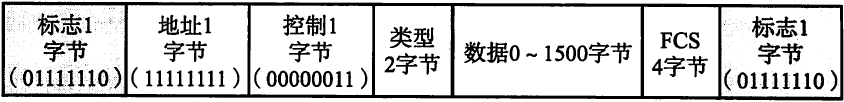 标志1
字节
(01111110)
地址1
字节
(11111111)
控制1
字节
(00000011)
类型
2字节
数据0~1500字节
FCS
4字节
标志1
字节
(01111110)